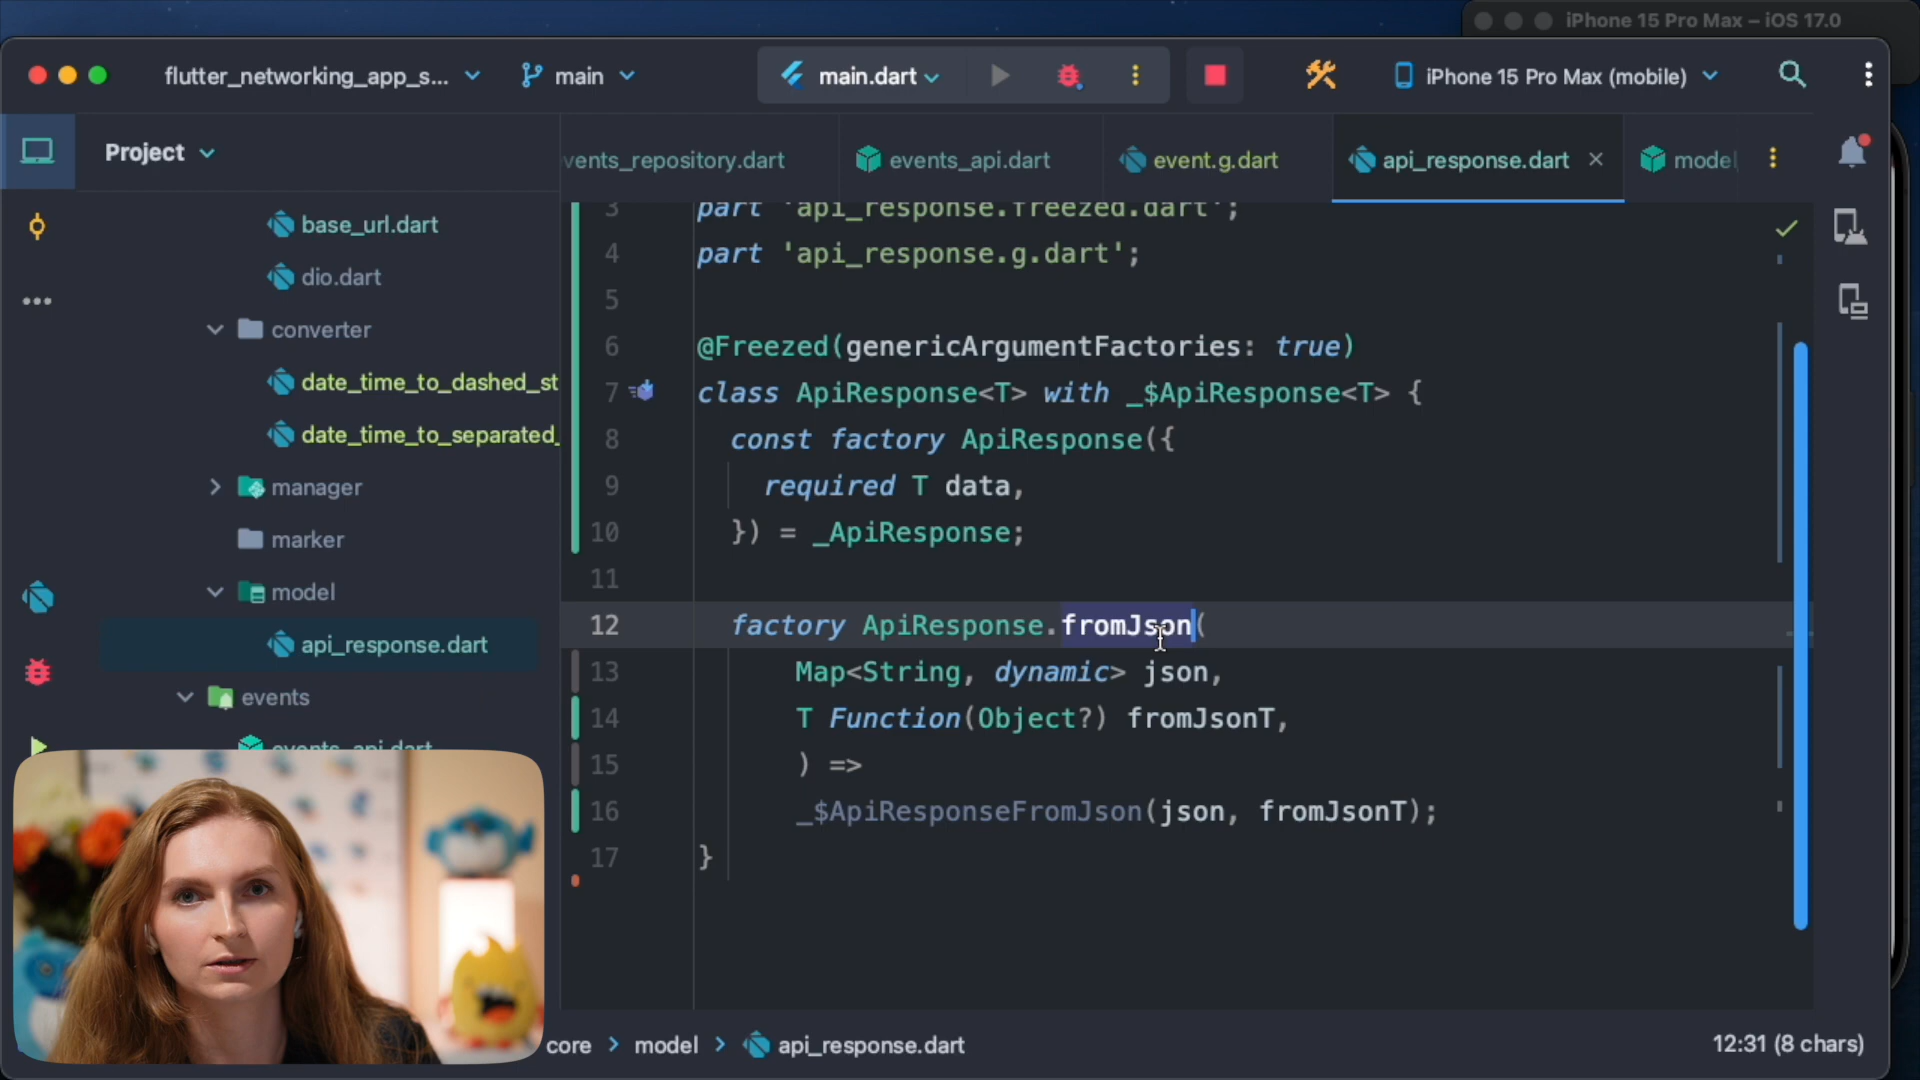 iPhone 15 Pro Max – iOS 17.0
flutter_networking_app_s...
main
main.dart
iPhone 15 Pro Max (mobile)
Project
vents_repository.dart
events_api.dart
event.g.dart
api_response.dart
model
base_url.dart
dio.dart
converter
date_time_to_dashed_st
date_time_to_separated_
manager
marker
model
api_response.dart
events
events_api.dart
3 part 'api_response.freezed.dart';
4 part 'api_response.g.dart';
5
6 @Freezed(genericArgumentFactories: true)
7 class ApiResponse<T> with _$ApiResponse<T> {
8 const factory ApiResponse({
9 required T data,
10 }) = _ApiResponse;
11
12 factory ApiResponse.fromJson(
13 Map<String, dynamic> json,
14 T Function(Object?) fromJsonT,
15 ) =>
16 _$ApiResponseFromJson(json, fromJsonT);
17 }
core > model > api_response.dart
12:31 (8 chars)